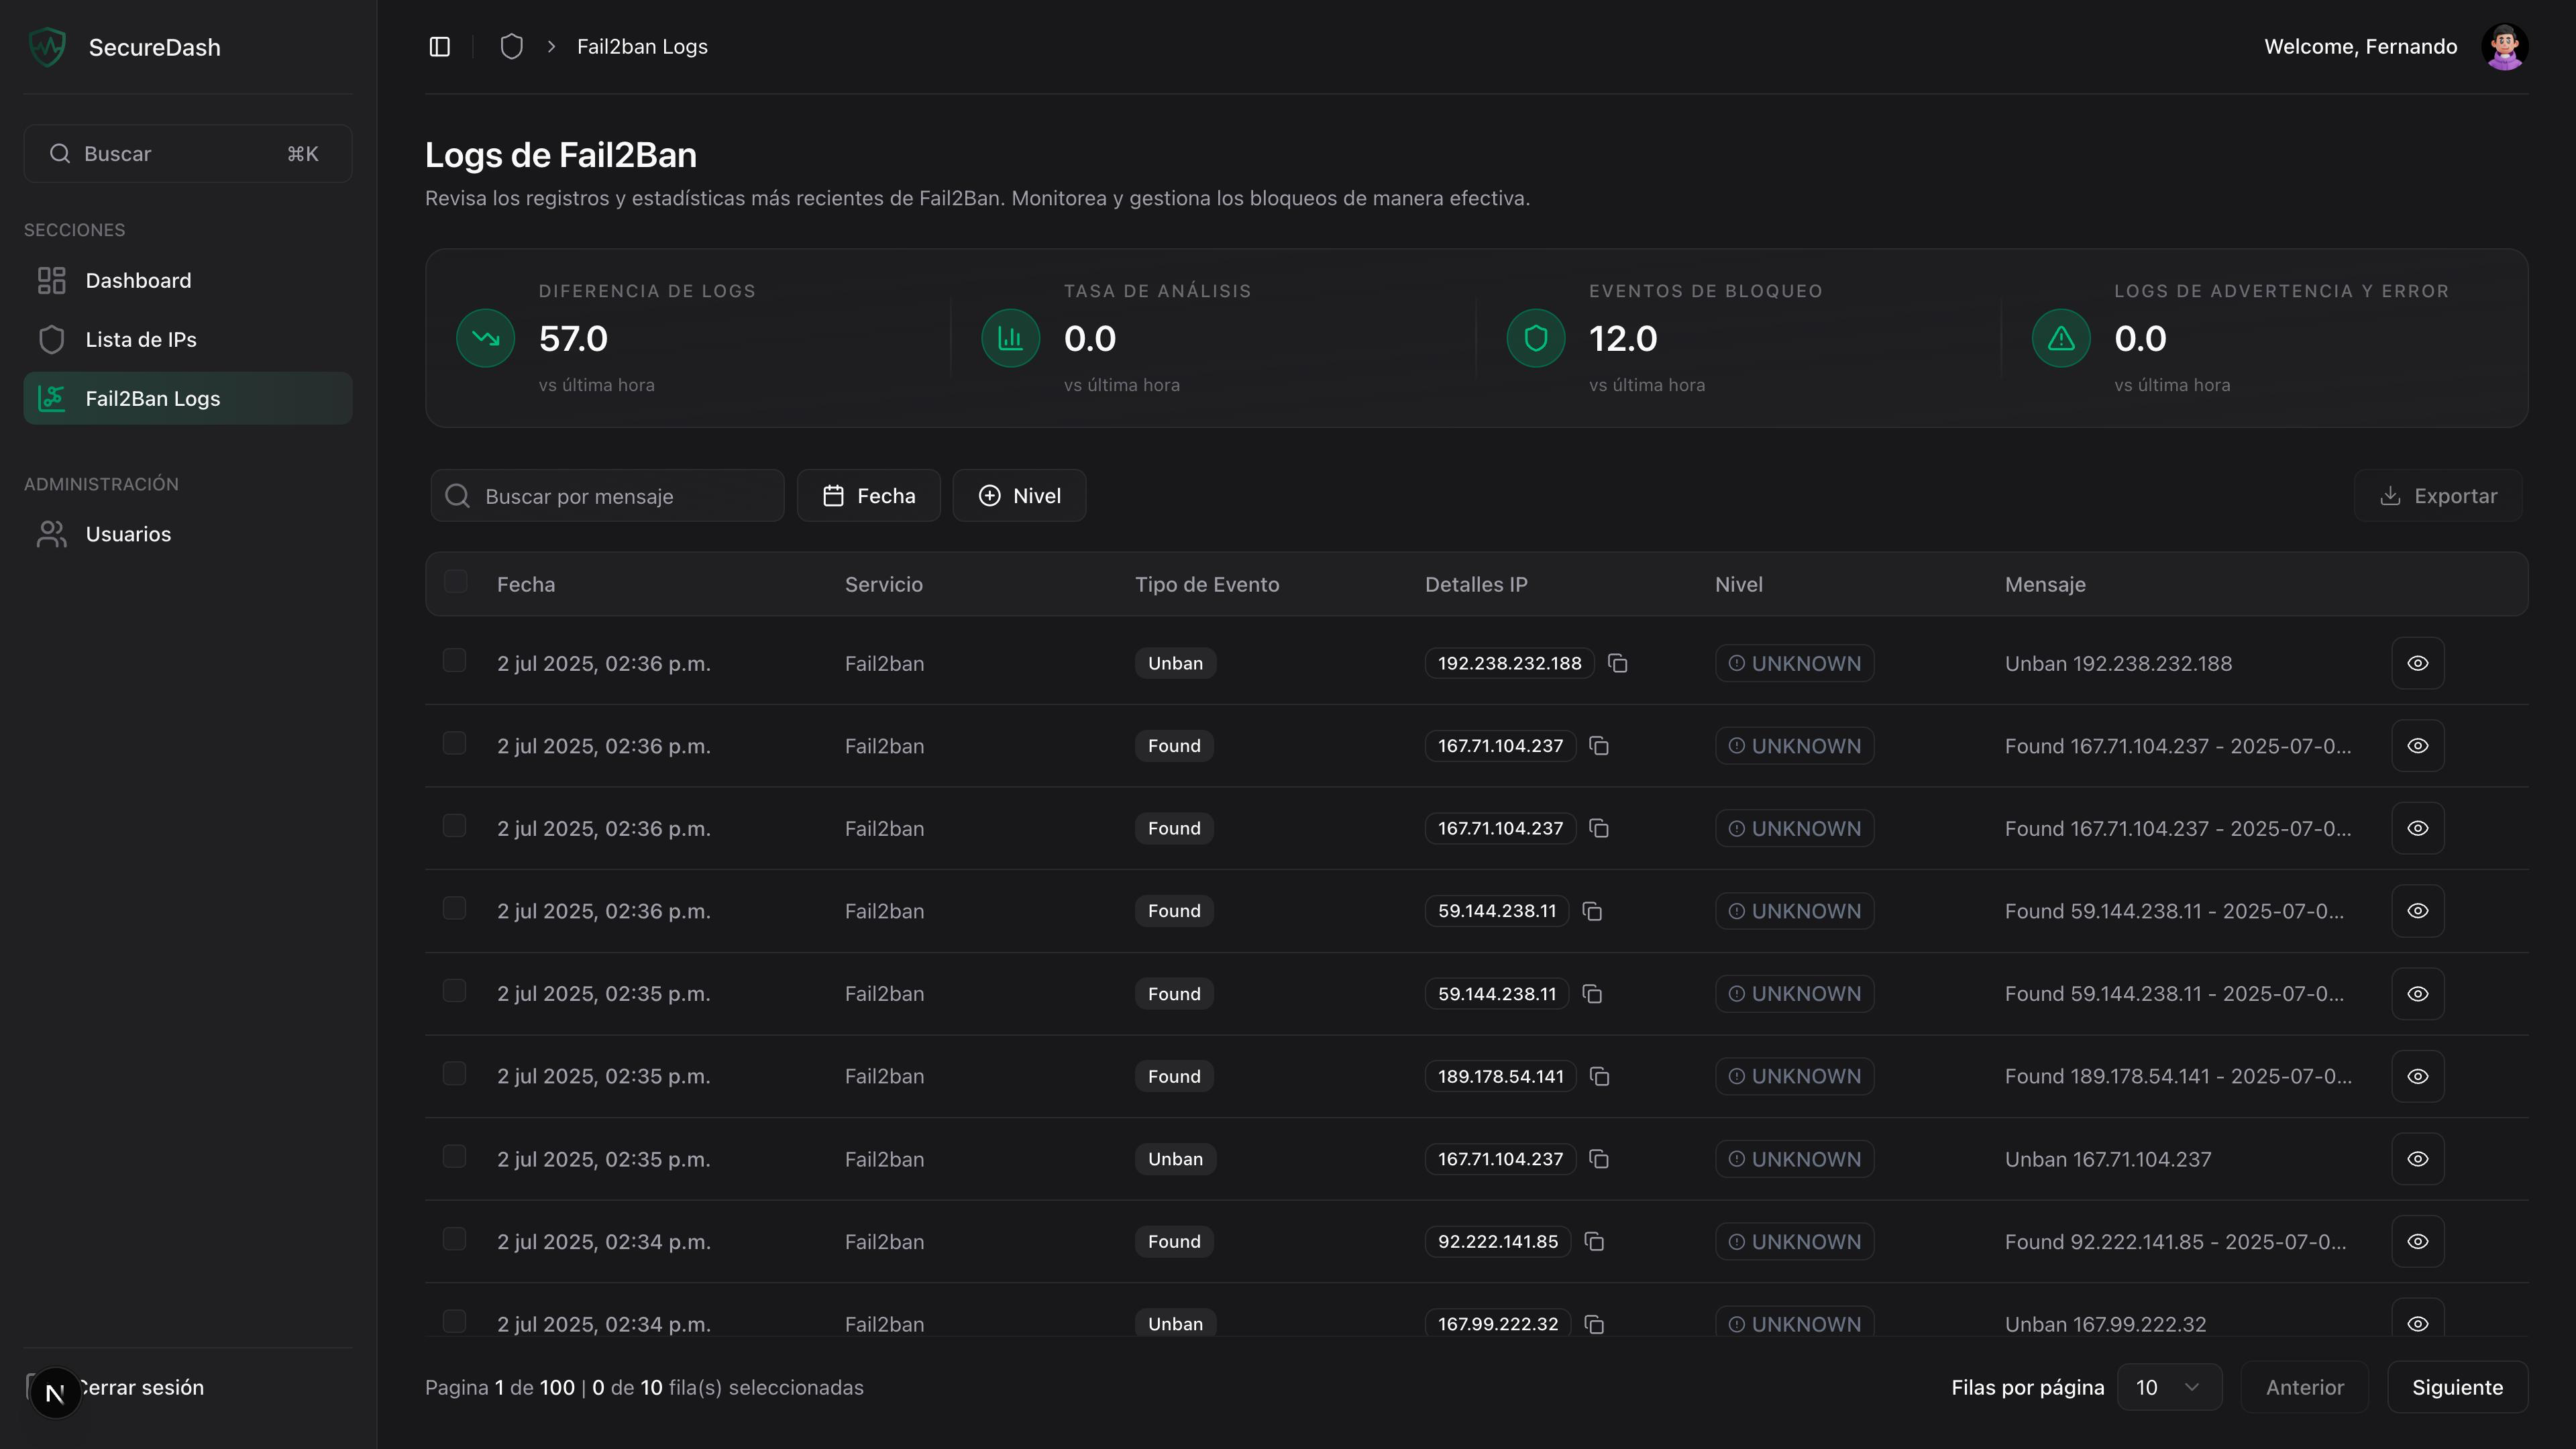 SecureDash
Buscar ⌘K
SECCIONES
Dashboard
Lista de IPs
Fail2Ban Logs
ADMINISTRACIÓN
Usuarios
N Cerrar sesión
Fail2ban Logs
Welcome, Fernando
Logs de Fail2Ban
Revisa los registros y estadísticas más recientes de Fail2Ban. Monitorea y gestiona los bloqueos de manera efectiva.
DIFERENCIA DE LOGS
57.0
vs última hora
TASA DE ANÁLISIS
0.0
vs última hora
EVENTOS DE BLOQUEO
12.0
vs última hora
LOGS DE ADVERTENCIA Y ERROR
0.0
vs última hora
Buscar por mensaje Fecha Nivel Exportar
Fecha Servicio Tipo de Evento Detalles IP Nivel Mensaje
2 jul 2025, 02:36 p.m. Fail2ban Unban 192.238.232.188 UNKNOWN Unban 192.238.232.188
2 jul 2025, 02:36 p.m. Fail2ban Found 167.71.104.237 UNKNOWN Found 167.71.104.237 - 2025-07-0...
2 jul 2025, 02:36 p.m. Fail2ban Found 167.71.104.237 UNKNOWN Found 167.71.104.237 - 2025-07-0...
2 jul 2025, 02:36 p.m. Fail2ban Found 59.144.238.11 UNKNOWN Found 59.144.238.11 - 2025-07-0...
2 jul 2025, 02:35 p.m. Fail2ban Found 59.144.238.11 UNKNOWN Found 59.144.238.11 - 2025-07-0...
2 jul 2025, 02:35 p.m. Fail2ban Found 189.178.54.141 UNKNOWN Found 189.178.54.141 - 2025-07-0...
2 jul 2025, 02:35 p.m. Fail2ban Unban 167.71.104.237 UNKNOWN Unban 167.71.104.237
2 jul 2025, 02:34 p.m. Fail2ban Found 92.222.141.85 UNKNOWN Found 92.222.141.85 - 2025-07-0...
2 jul 2025, 02:34 p.m. Fail2ban Unban 167.99.222.32 UNKNOWN Unban 167.99.222.32
Pagina 1 de 100 | 0 de 10 fila(s) seleccionadas
Filas por página 10 Anterior Siguiente